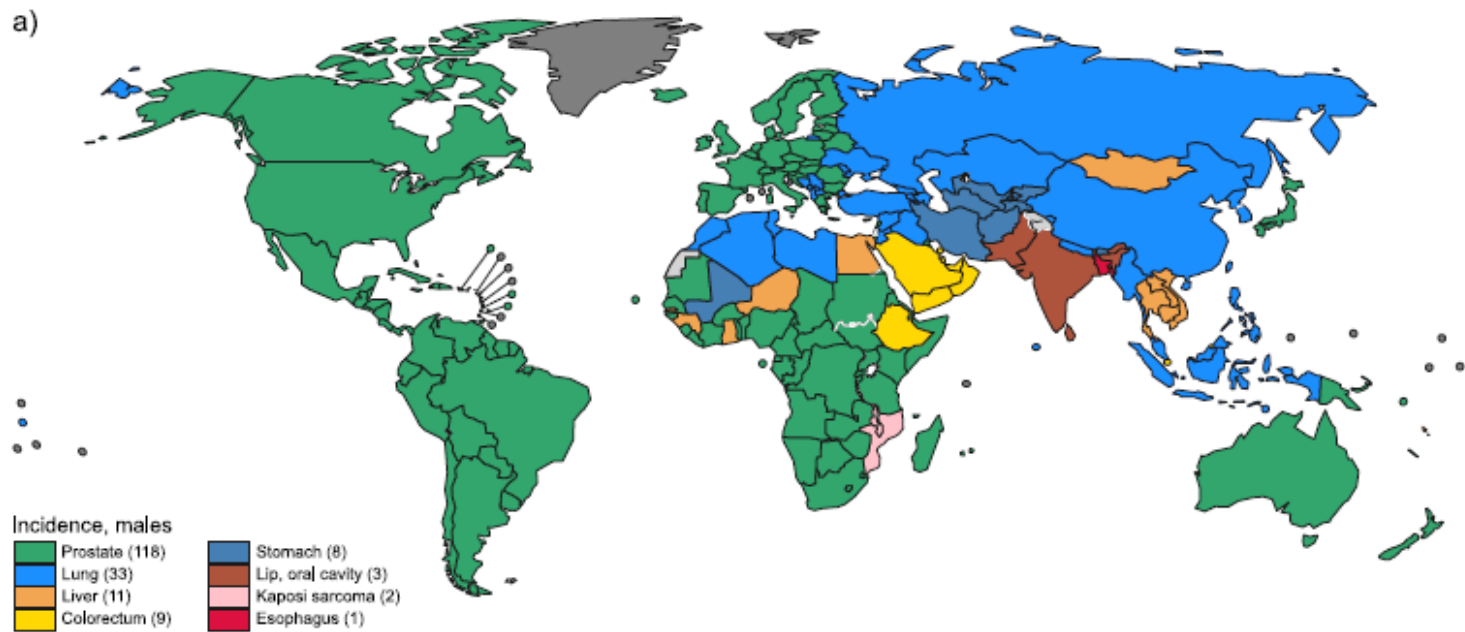 a)
Incidence, males
Prostate (118)
Lung (33)
Liver (11)
Colorectum (9)
Stomach (8)
Lip, oral cavity (3)
Kaposi sarcoma (2)
Esophagus (1)